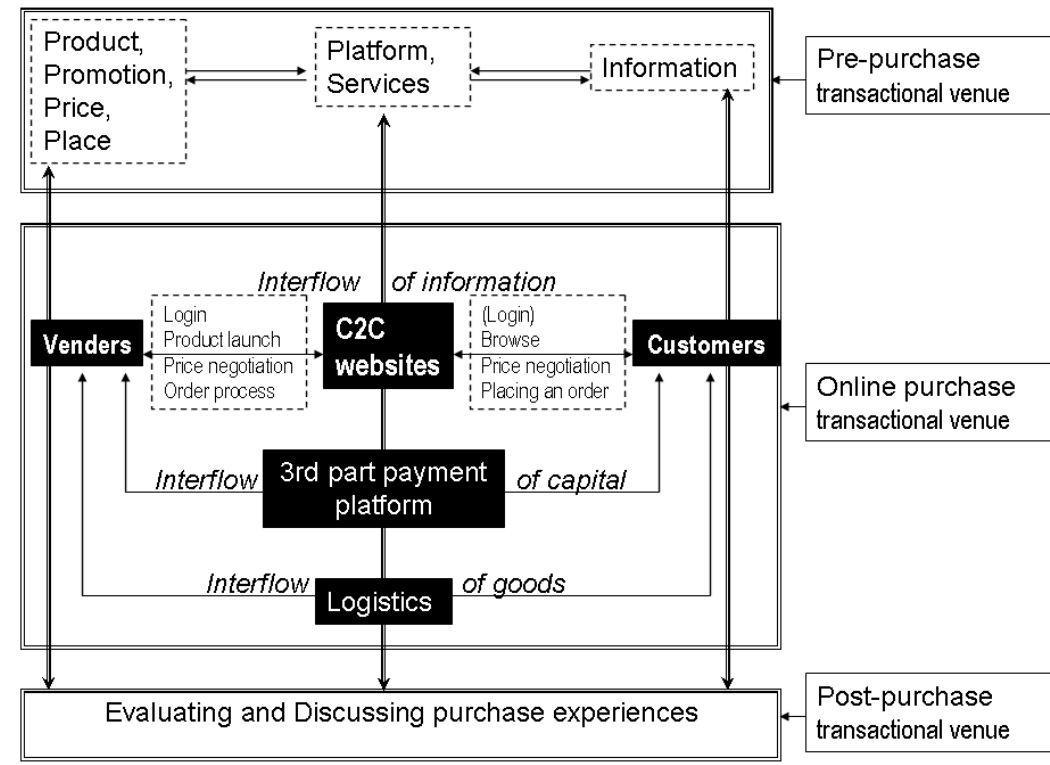 Product,
Promotion,
Price,
Place
Platform,
Services
Information
Pre-purchase
transactional venue
Interflow of information
Venders
Login
Product launch
Price negotiation
Order process
C2C
websites
(Login)
Browse
Price negotiation
Placing an order
Customers
Online purchase
transactional venue
Interflow
3rd part payment
platform
of capital
Interflow
Logistics
of goods
Evaluating and Discussing purchase experiences
Post-purchase
transactional venue